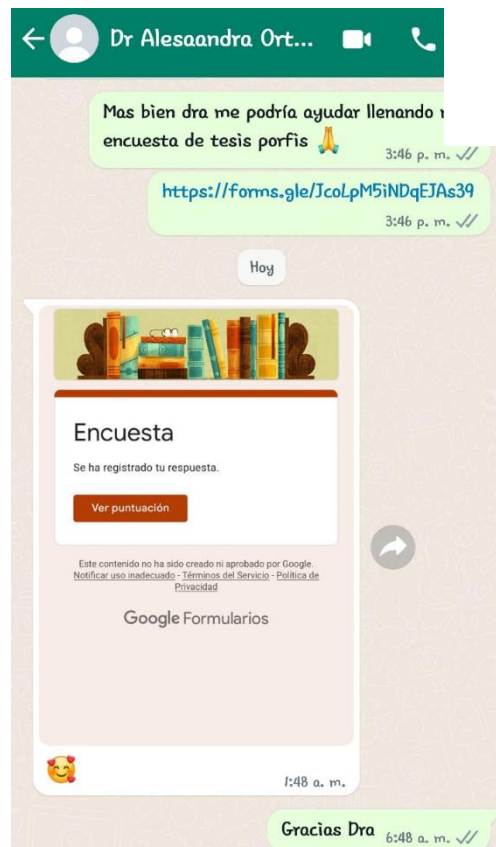 Dr Alesaandra Ort...
Mas bien dra me podría ayudar llenando
encuesta de tesis porfis 🙏
3:46 p. m.
https://forms.gle/JcoLpM5iNDqEJAs39
3:46 p. m.
Hoy
Encuesta
Se ha registrado tu respuesta.
Ver puntuación
Este contenido no ha sido creado ni aprobado por Google.
Notificar uso inadecuado - Términos del Servicio - Política de
Privacidad
Google Formularios
🥰
1:48 a. m.
Gracias Dra 6:48 a. m.